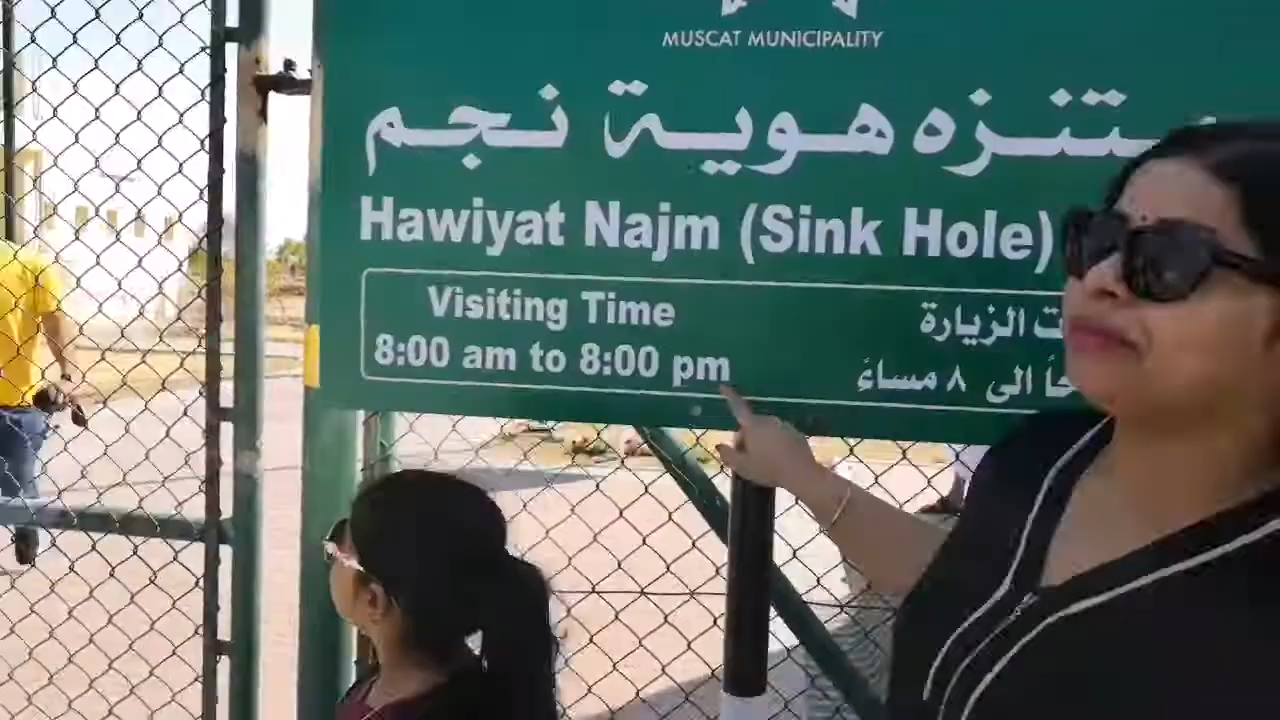 MUSCAT MUNICIPALITY
هوية نجم
Hawiyat Najm (Sink Hole)
Visiting Time
8:00 am to 8:00 pm
الزيارة
الى ٨ مساءً